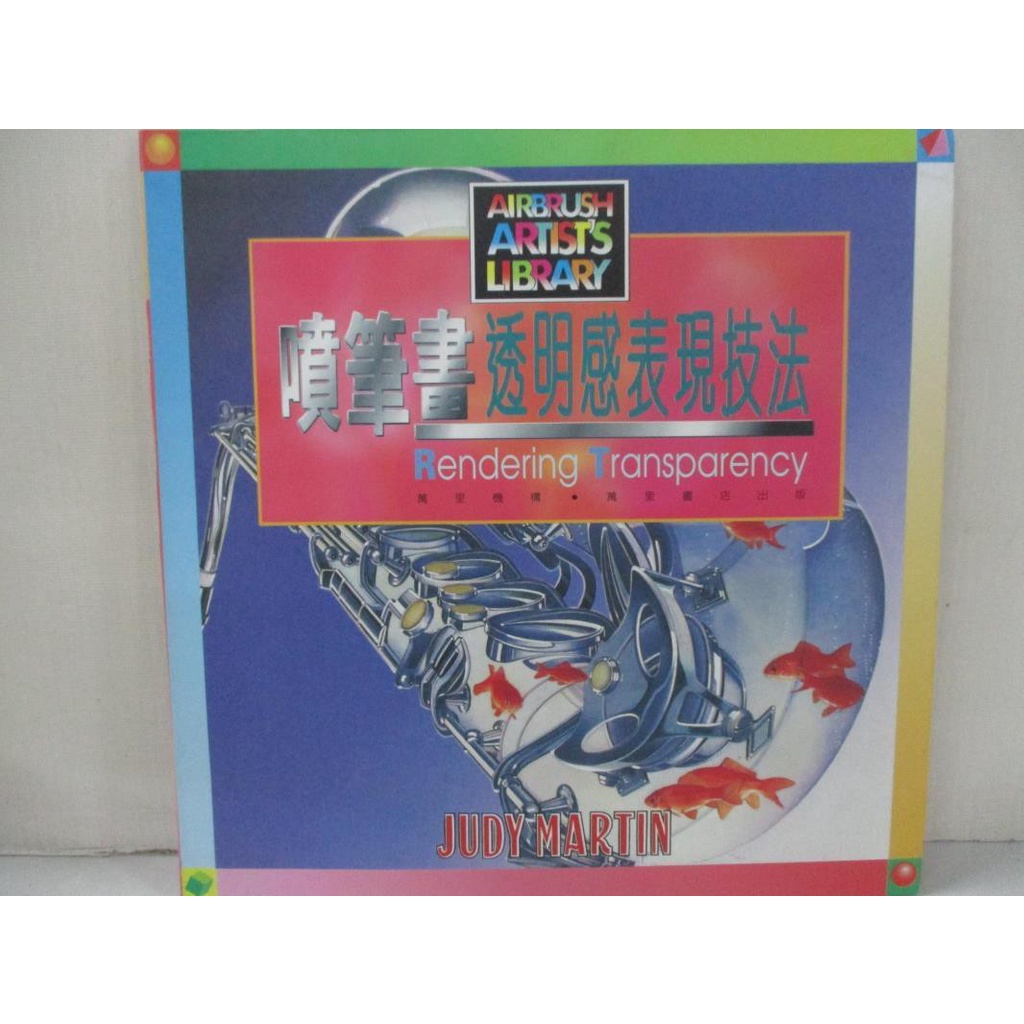 AIRBRUSH
ARTIST'S
LIBRARY
噴筆畫 透明感表現技法
Rendering Transparency
萬里機構•萬里書店出版
JUDY MARTIN